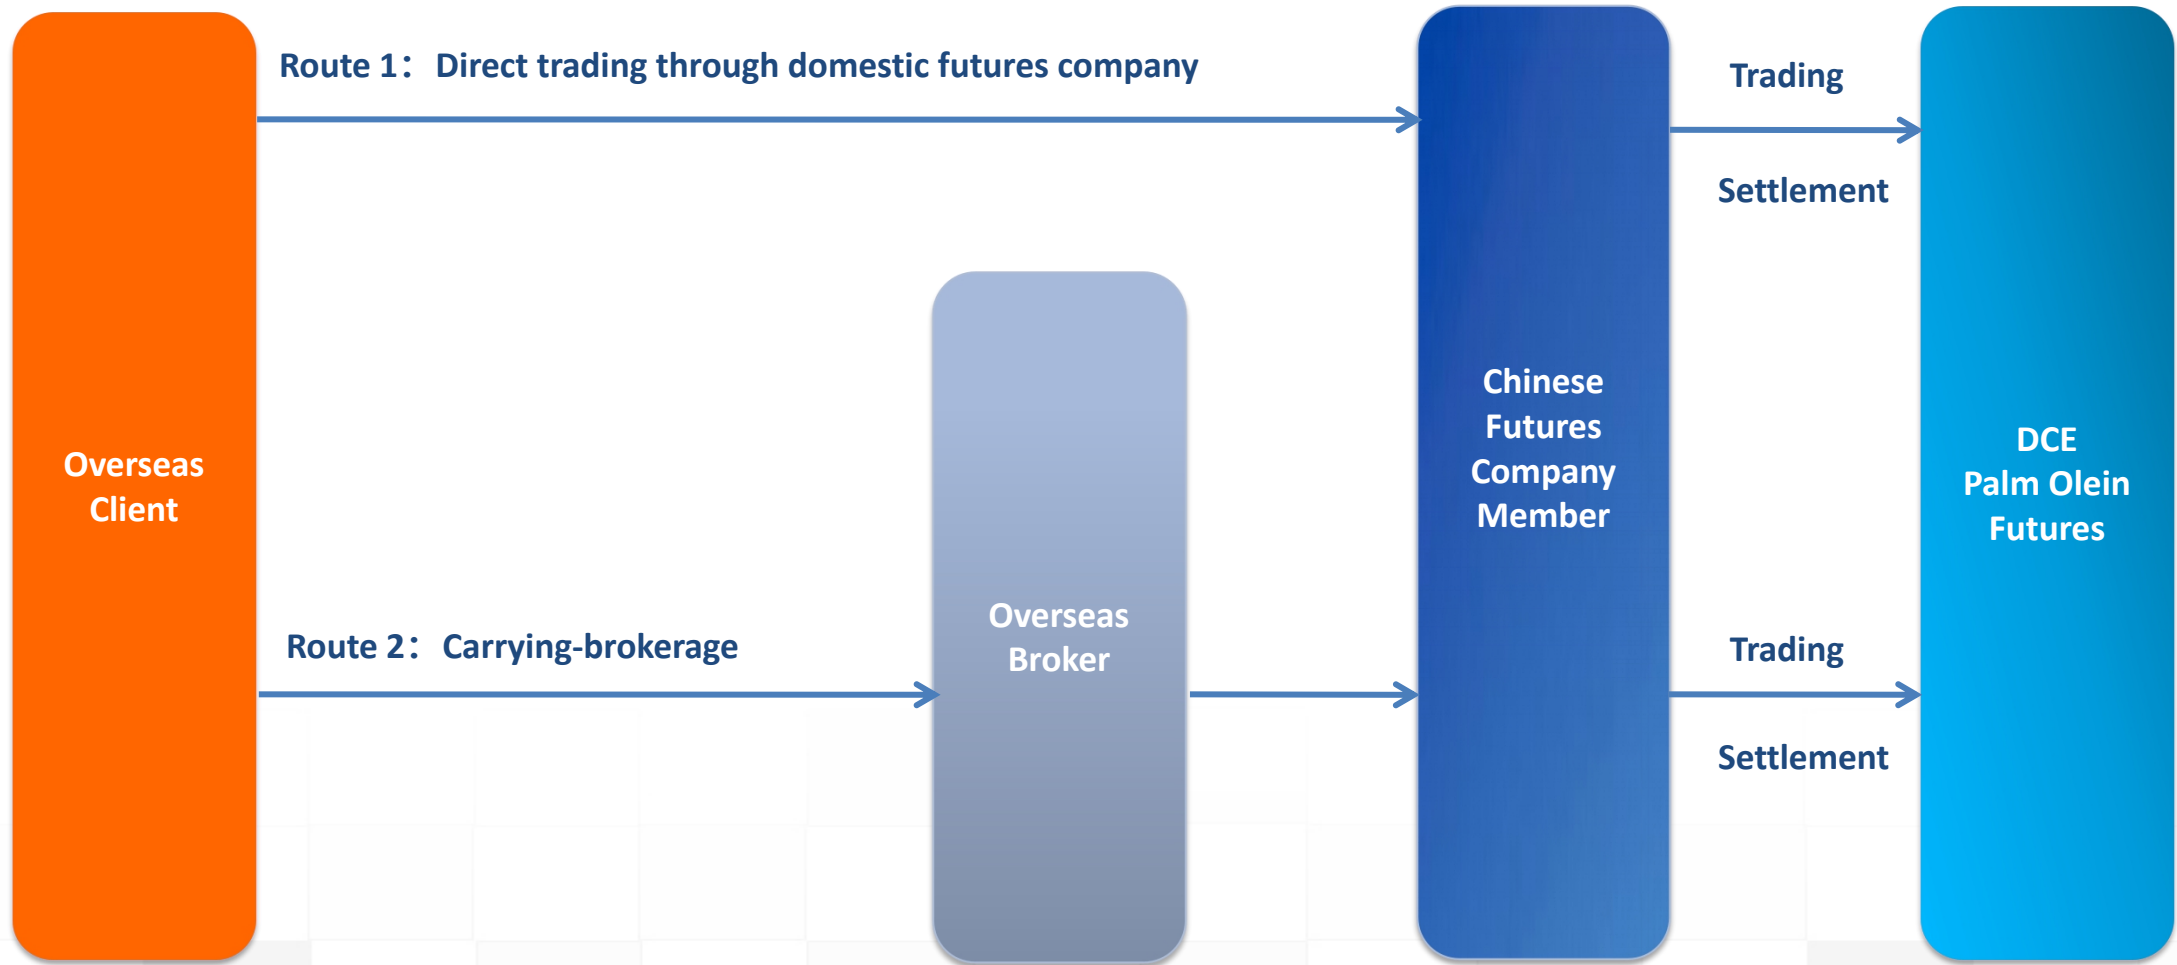 Route 1： Direct trading through domestic futures company
Trading
Settlement
Overseas
Client
Route 2： Carrying-brokerage
Overseas
Broker
Chinese
Futures
Company
Member
Trading
Settlement
DCE
Palm Olein
Futures